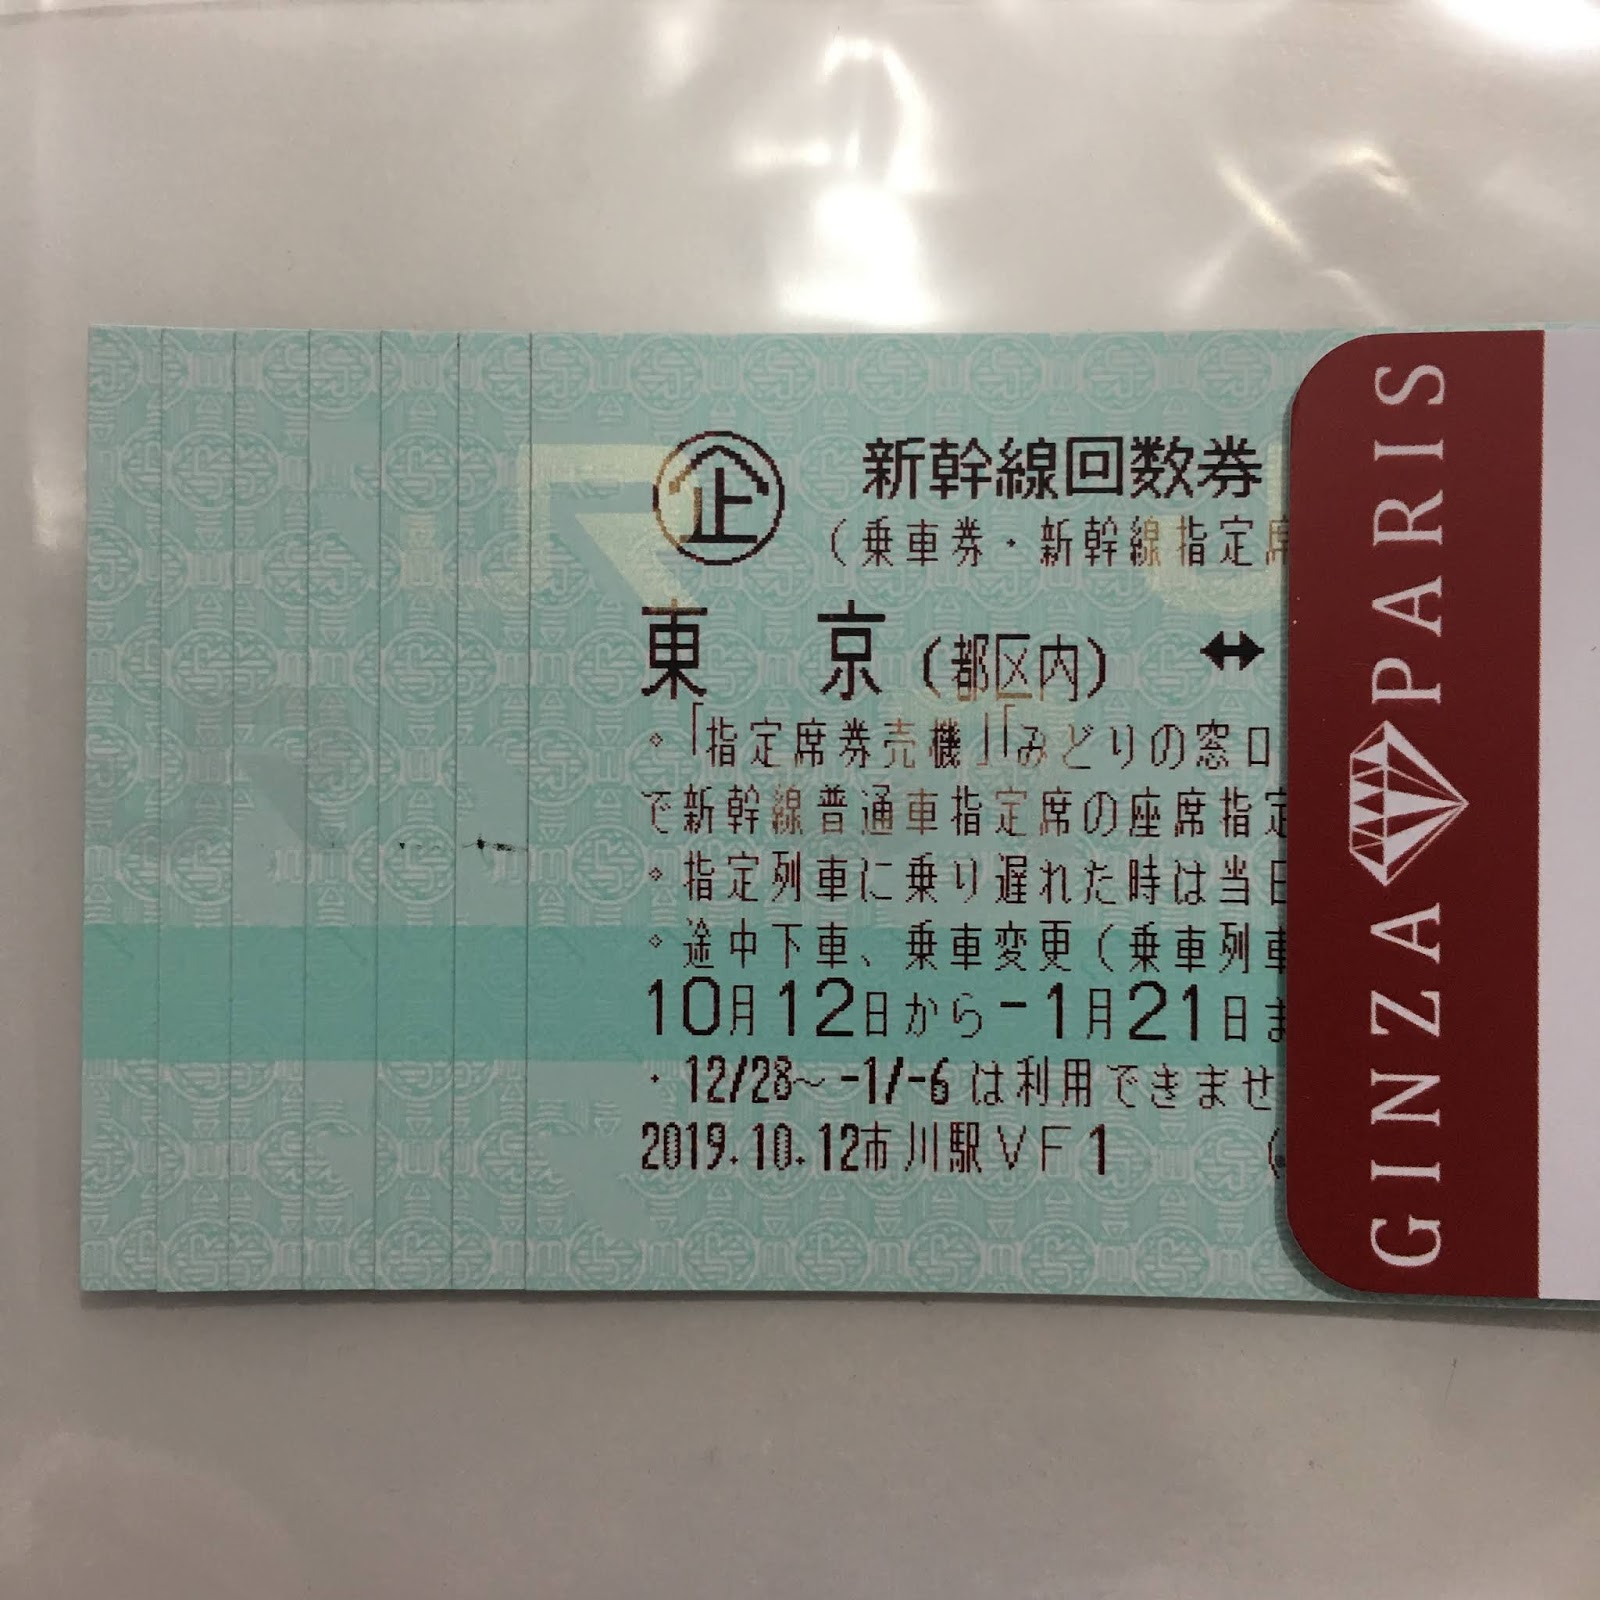 企 新幹線回数券
(乗車券・新幹線指定席
東京(都区内) ↔
◦「指定席券売機」「みどりの窓口
で新幹線普通車指定席の座席指定
◦指定列車に乗り遅れた時は当日
◦途中下車、乗車変更(乗車列車
10月12日から-1月21日ま
・12/28~-1/-6は利用できませ
2019.10.12市川駅VF1 (
GINZA PARIS